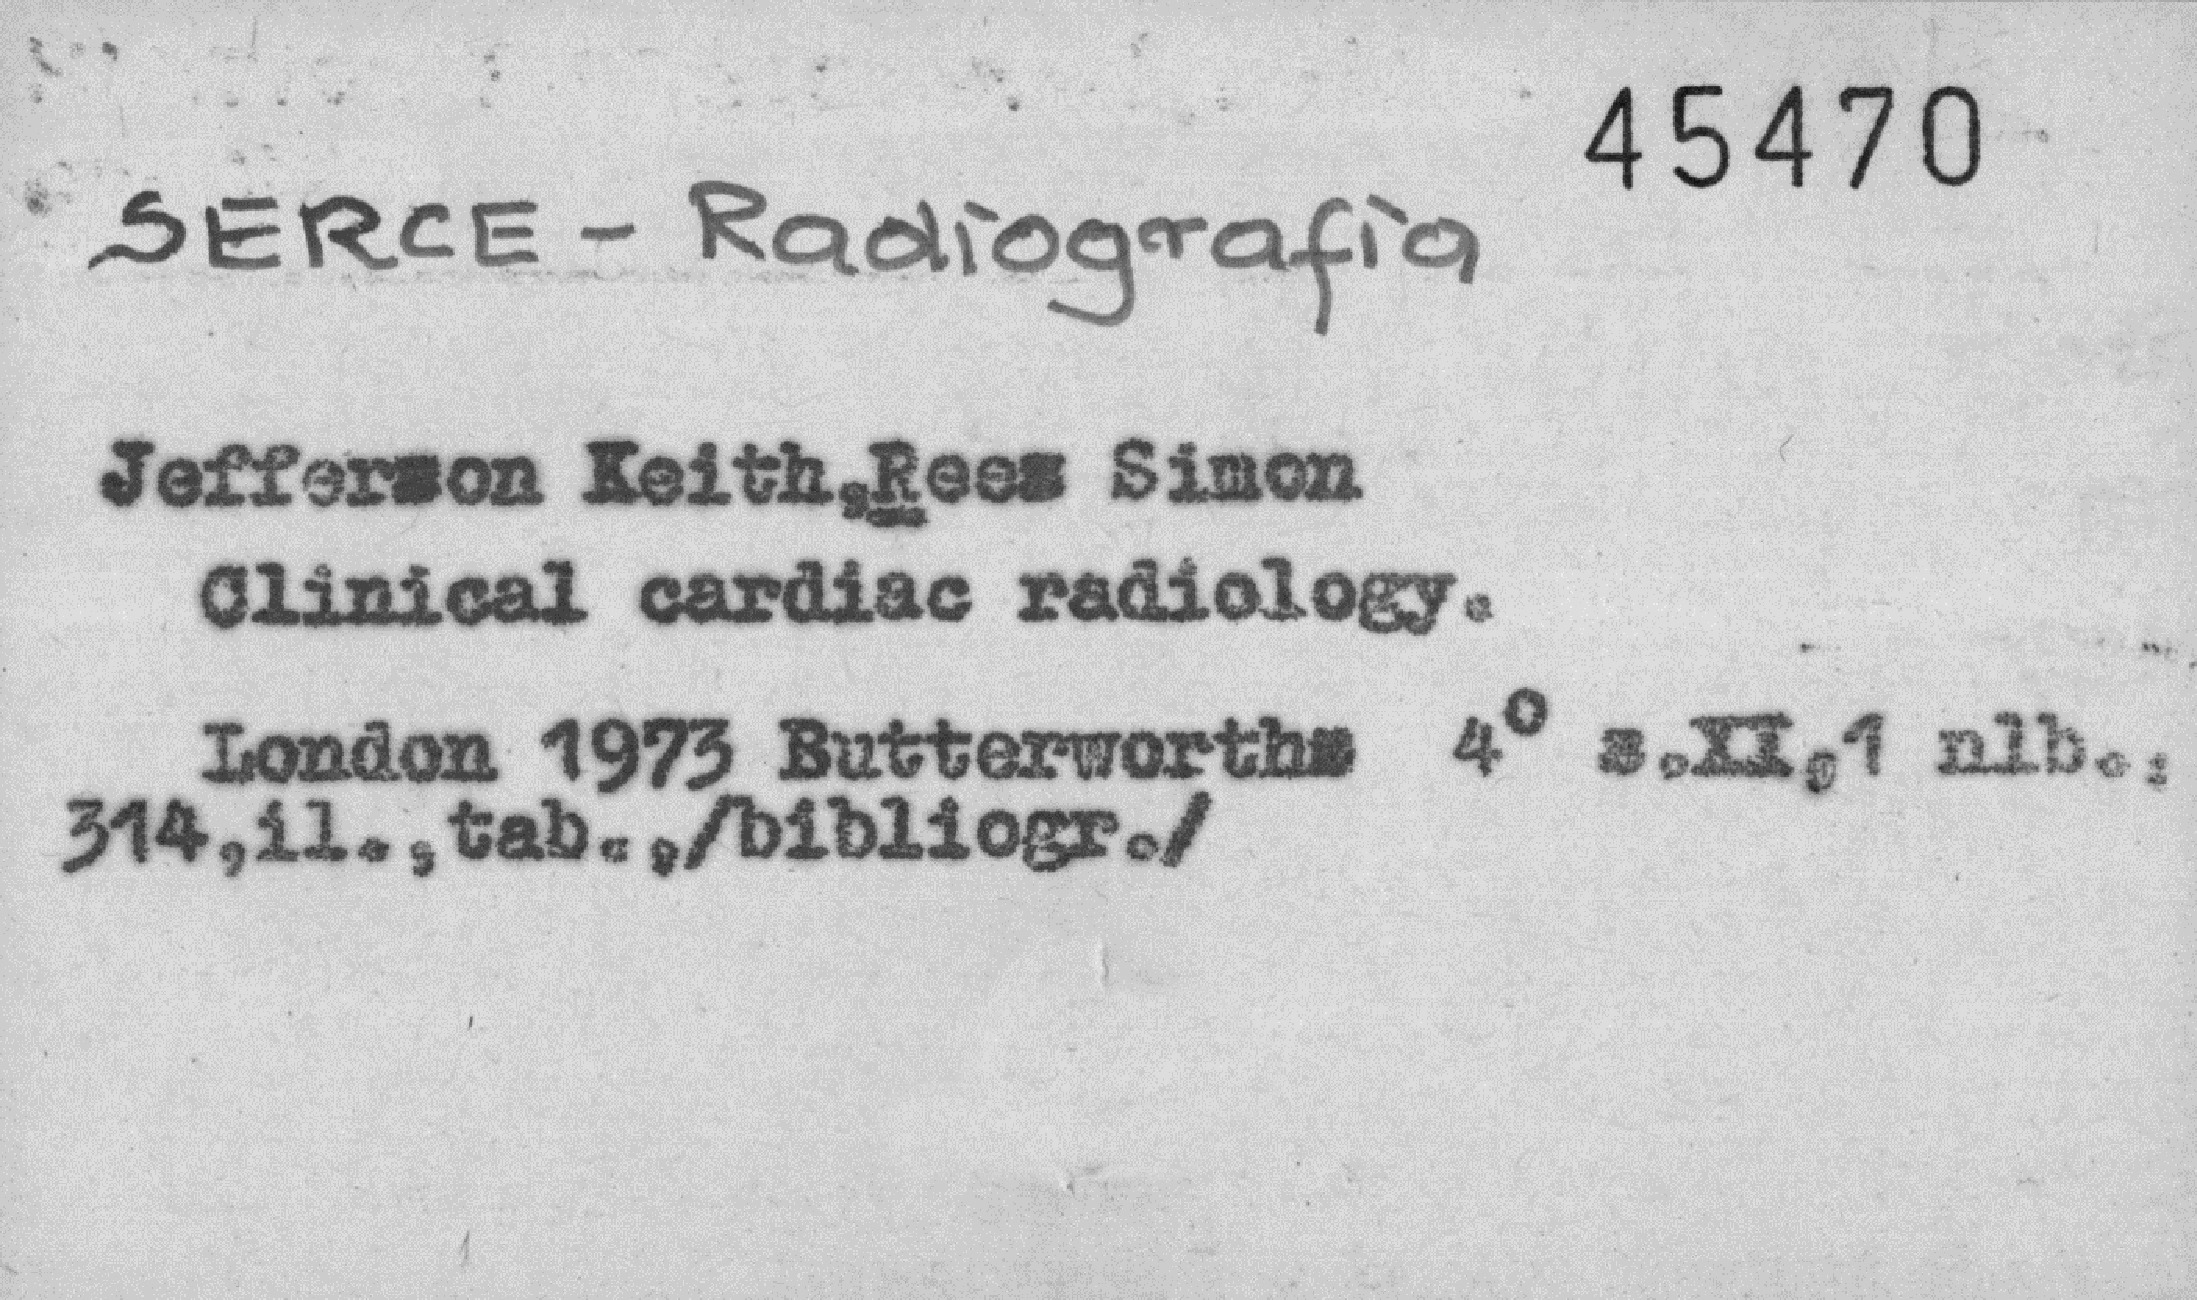 45470
SERCE - Radiografia
Jefferson Keith,Rees Simon
Clinical cardiac radiology.
London 1973 Butterworths 4° s.XI,1 nlb.:
314,il.,tab.,/bibliogr./